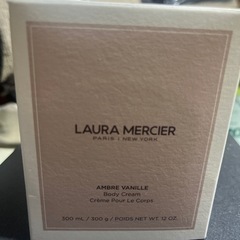 LAURA MERCIER
PARIS | NEW YORK
AMBRE VANILLE
Body Cream
Crème Pour Le Corps
300 mL / 300 g / POIDS NET WT. 12 OZ.